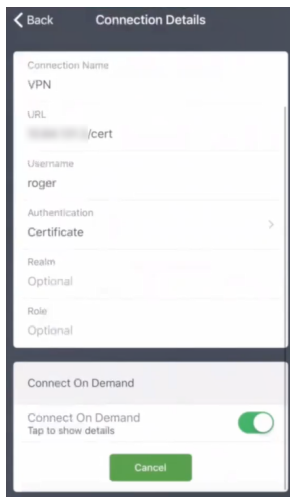 Back
Connection Details
Connection Name
VPN
URL
/cert
Username
roger
Authentication
Certificate
Realm
Optional
Role
Optional
Connect On Demand
Connect On Demand
Tap to show details
Cancel